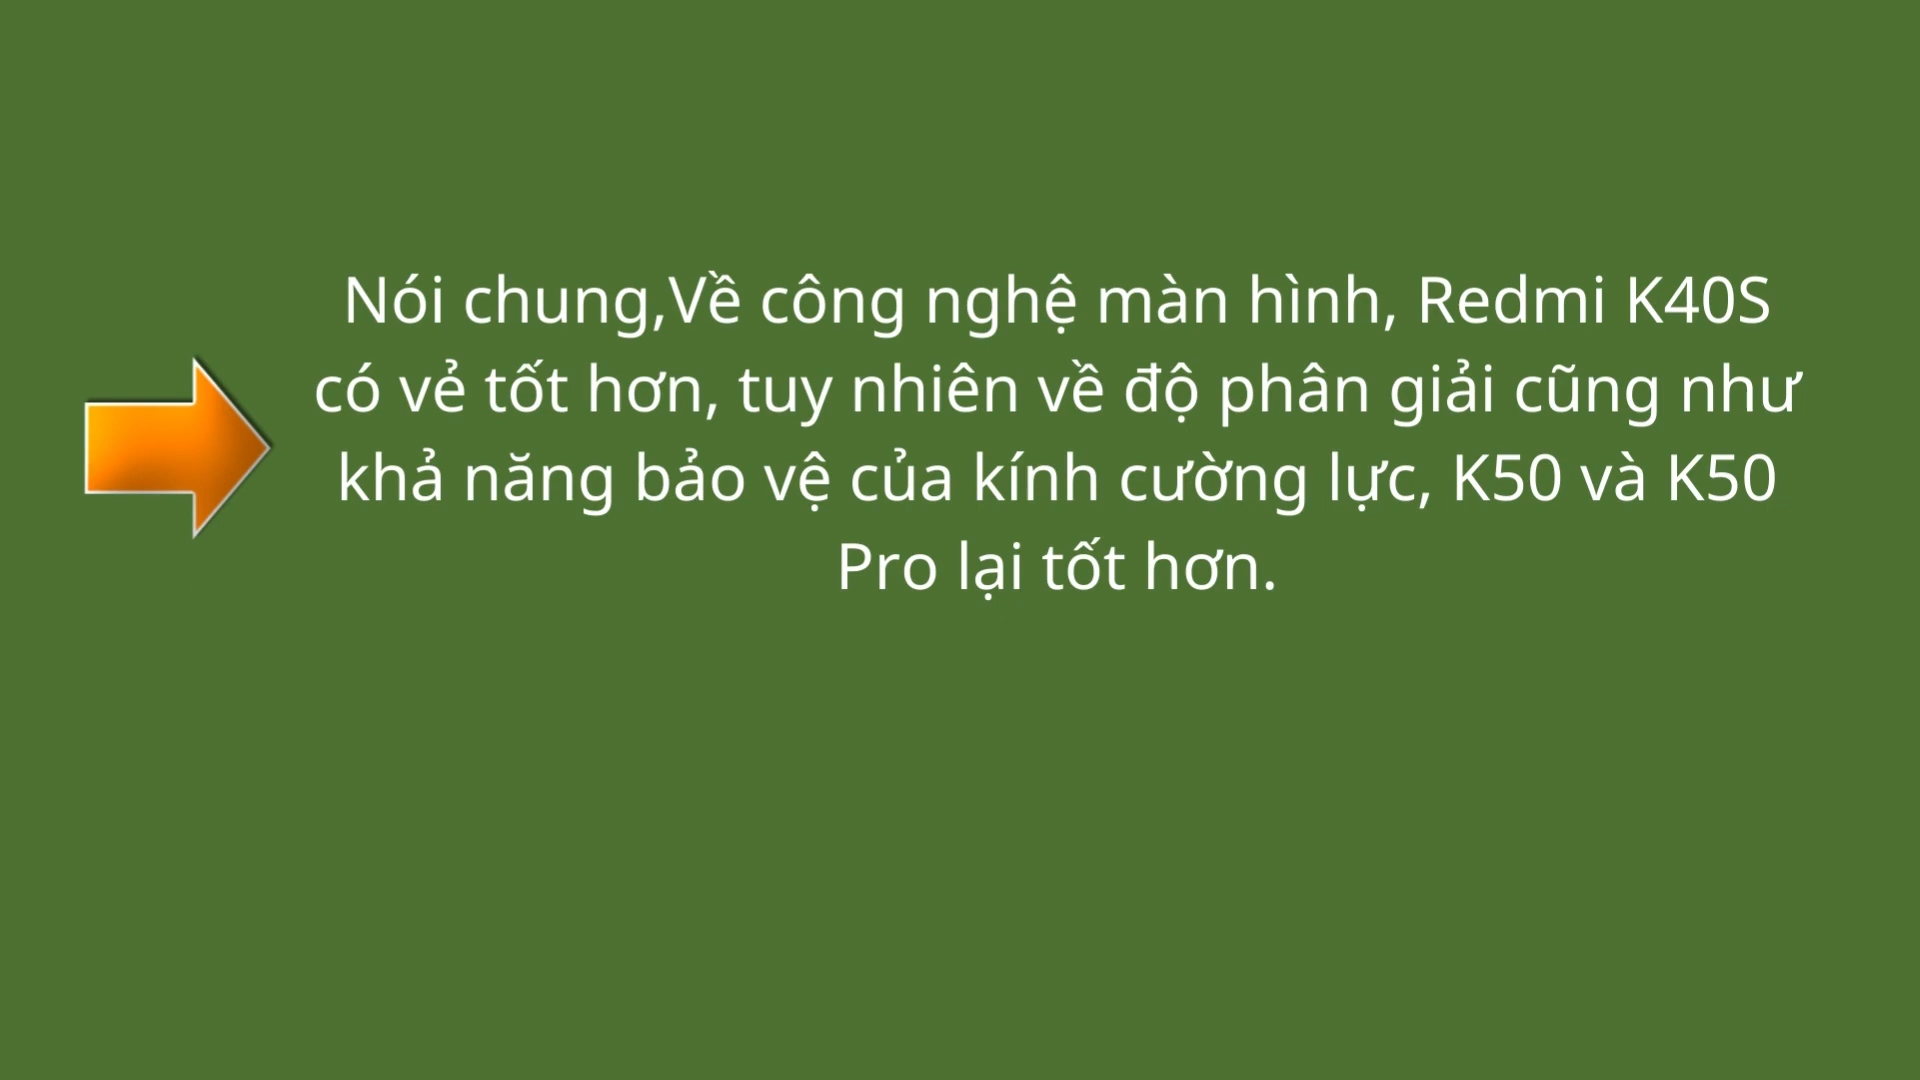 Nói chung,Về công nghệ màn hình, Redmi K40S
có vẻ tốt hơn, tuy nhiên về độ phân giải cũng như
khả năng bảo vệ của kính cường lực, K50 và K50
Pro lại tốt hơn.